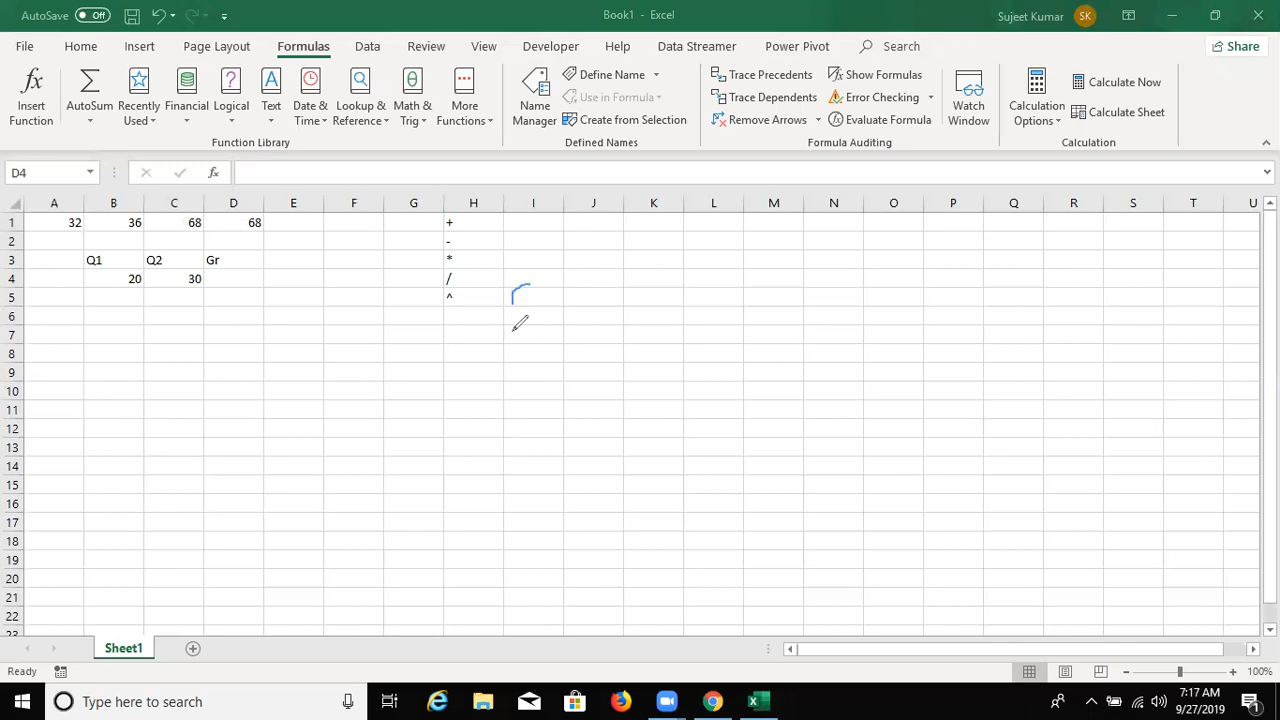 AutoSave Off Book1 - Excel Sujeet Kumar SK
File Home Insert Page Layout Formulas Data Review View Developer Help Data Streamer Power Pivot Search Share
Insert Function
AutoSum
Recently Used
Financial
Logical
Text
Date & Time
Lookup & Reference
Math & Trig
More Functions
Function Library
Name Manager
Define Name
Use in Formula
Create from Selection
Defined Names
Trace Precedents
Trace Dependents
Remove Arrows
Show Formulas
Error Checking
Evaluate Formula
Formula Auditing
Watch Window
Calculation Options
Calculate Now
Calculate Sheet
Calculation
D4 fx
A B C D E F G H I J K L M N O P Q R S T U
1 32 36 68 68 +
2 -
3 Q1 Q2 Gr *
4 20 30 /
5 ^
6
7
8
9
10
11
12
13
14
15
16
17
18
19
20
21
22
23
Sheet1
Ready 100%
Type here to search
7:17 AM
9/27/2019
1